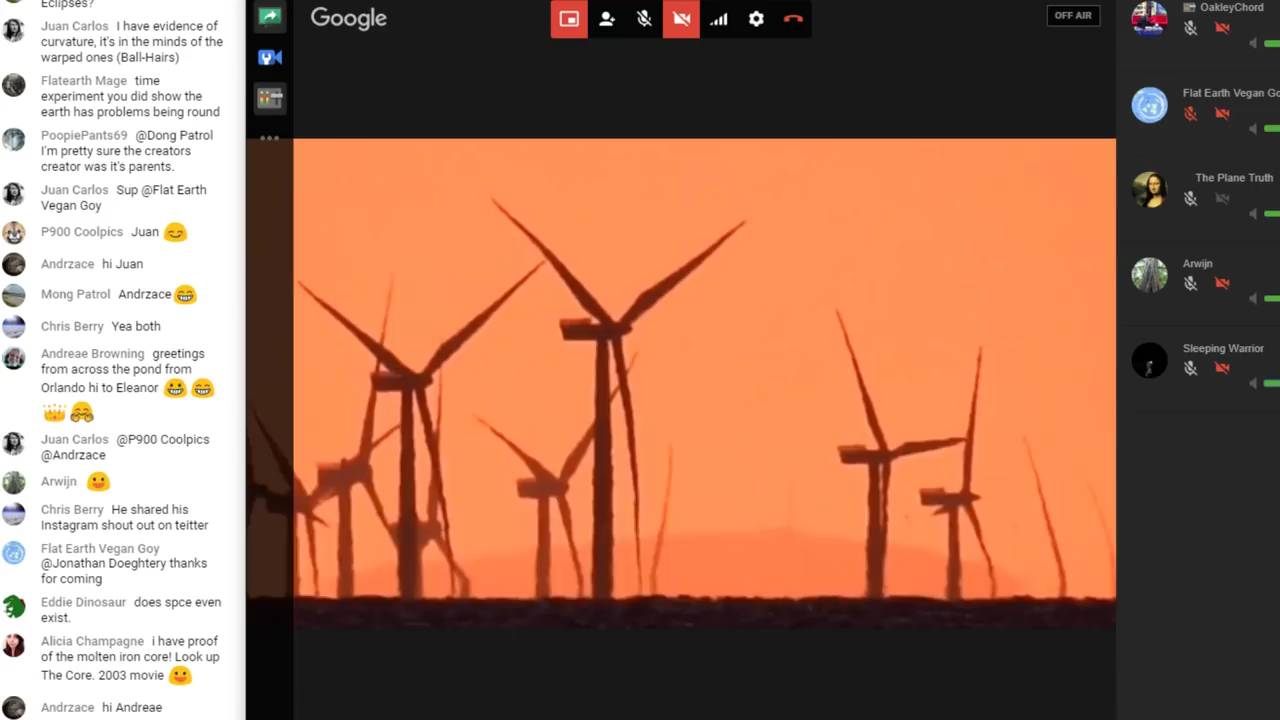 Eclipses?
Juan Carlos I have evidence of
curvature, it's in the minds of the
warped ones (Ball-Hairs)
Flatearth Mage time
experiment you did show the
earth has problems being round
PoopiePants69 @Dong Patrol
I'm pretty sure the creators
creator was it's parents.
Juan Carlos Sup @Flat Earth
Vegan Goy
P900 Coolpics Juan
Andrzace hi Juan
Mong Patrol Andrzace
Chris Berry Yea both
Andreae Browning greetings
from across the pond from
Orlando hi to Eleanor
Juan Carlos @P900 Coolpics
@Andrzace
Arwijn
Chris Berry He shared his
Instagram shout out on teitter
Flat Earth Vegan Goy
@Jonathan Doeghtery thanks
for coming
Eddie Dinosaur does spce even
exist.
Alicia Champagne i have proof
of the molten iron core! Look up
The Core. 2003 movie
Andrzace hi Andreae
Google
OFF AIR
OakleyChord
Flat Earth Vegan Go
The Plane Truth
Arwijn
Sleeping Warrior